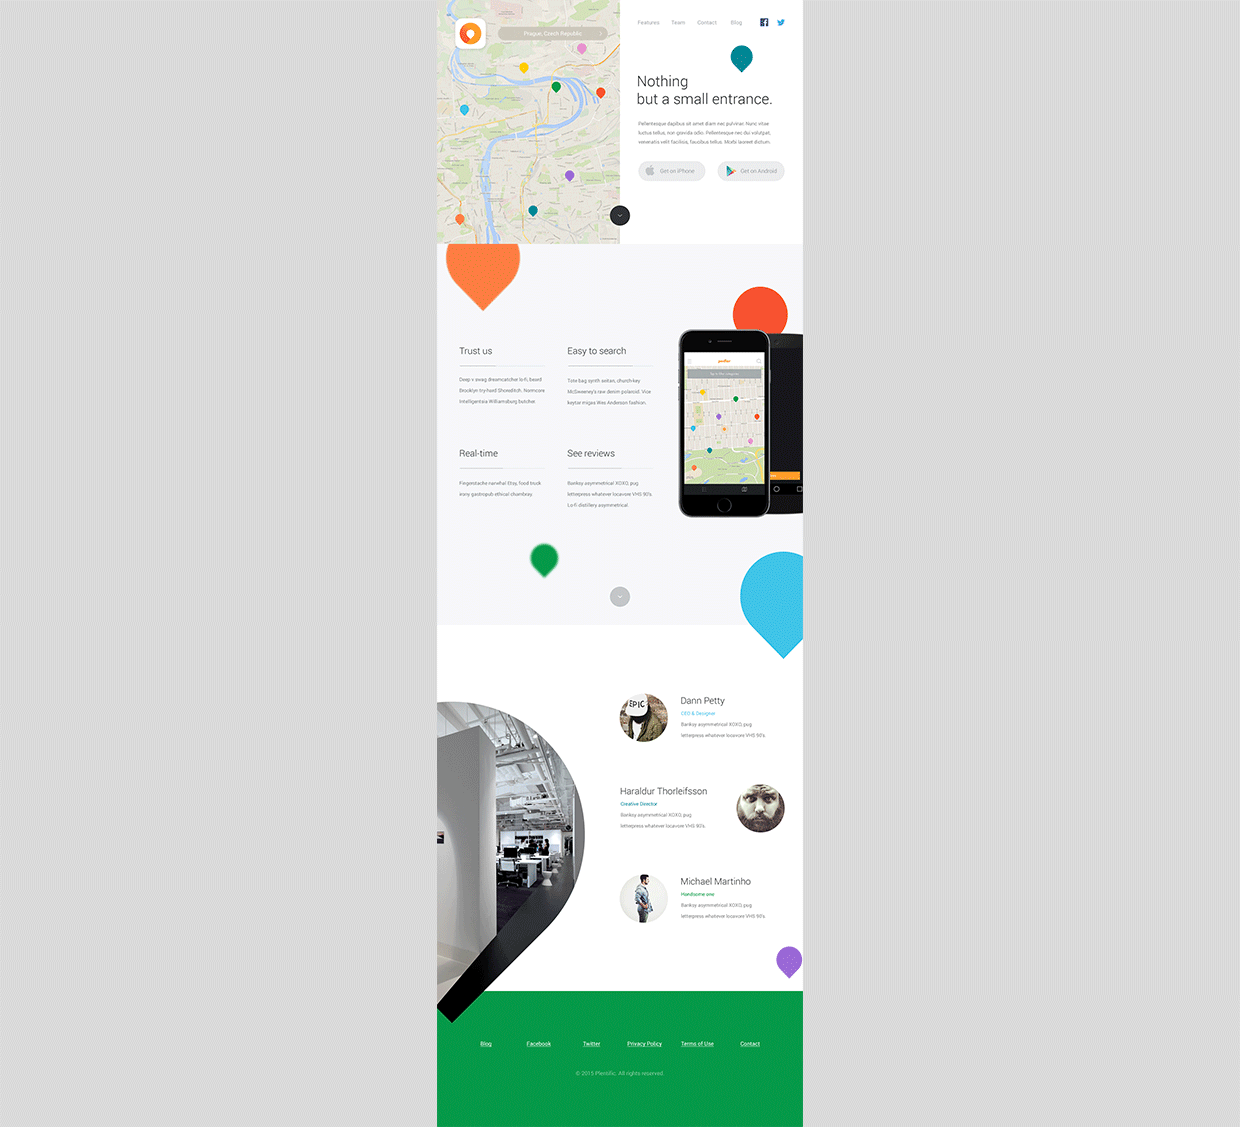 Prague, Czech Republic
Features
Team
Contact
Blog
Nothing
but a small entrance.
Pellentesque dapibus sit amet diam nec pulvinar. Nunc vitae
luctus tellus, non gravida odio. Pellentesque nec dui volutpat,
venenatis velit facilisis, faucibus tellus. Morbi laoreet dictum.
Get on iPhone
Get on Android
Trust us
Deep v swag dreamcatcher lo-fi, based
Brooklyn try-hard Shoreditch. Normcore
Intelligentsia Williamsburg butcher.
Easy to search
Tote bag synth axitan, church-key
McSweeney's raw denim polaroid. Vice
keytar migas Wes Anderson fashion.
Real-time
Fingerstache narwhal Etsy, food truck
irony gastropub ethical chambray.
See reviews
Banksy asymmetrical XOXO, pug
letterpress whatever locavore VHS 90's.
Lo-fi distillery asymmetrical.
EPIC
Dann Petty
CEO & Designer
Banksy asymmetrical XOXO, pug
letterpress whatever locavore VHS 90's.
Haraldur Thorleifsson
Creative Director
Banksy asymmetrical XOXO, pug
letterpress whatever locavore VHS 90's.
Michael Martinho
Handsome one
Banksy asymmetrical XOXO, pug
letterpress whatever locavore VHS 90's.
Blog
Facebook
Twitter
Privacy Policy
Terms of Use
Contact
© 2015 Plentific. All rights reserved.